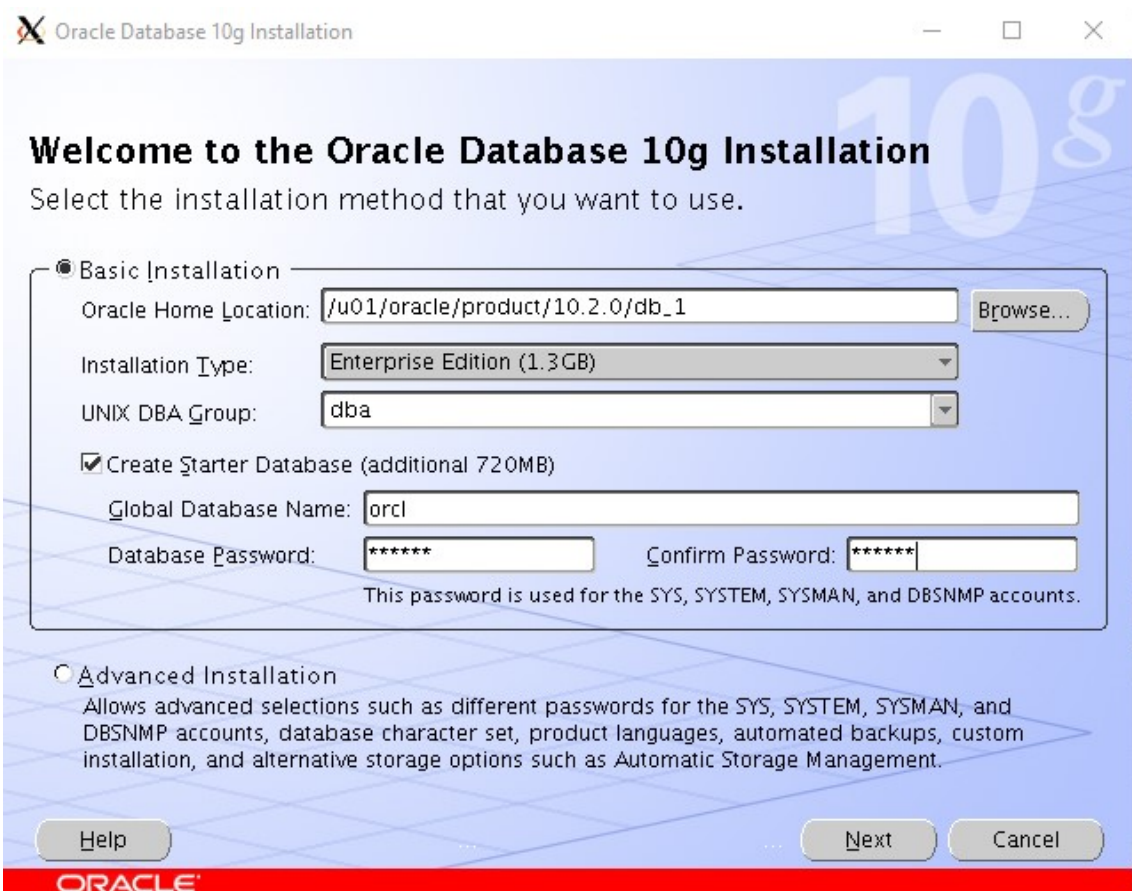 Oracle Database 10g Installation
10g
Welcome to the Oracle Database 10g Installation
Select the installation method that you want to use.
Basic Installation
Oracle Home Location: /u01/oracle/product/10.2.0/db_1 Browse...
Installation Type: Enterprise Edition (1.3GB)
UNIX DBA Group: dba
Create Starter Database (additional 720MB)
Global Database Name: orcl
Database Password: ****** Confirm Password: ******
This password is used for the SYS, SYSTEM, SYSMAN, and DBSNMP accounts.
Advanced Installation
Allows advanced selections such as different passwords for the SYS, SYSTEM, SYSMAN, and
DBSNMP accounts, database character set, product languages, automated backups, custom
installation, and alternative storage options such as Automatic Storage Management.
Help Next Cancel
ORACLE